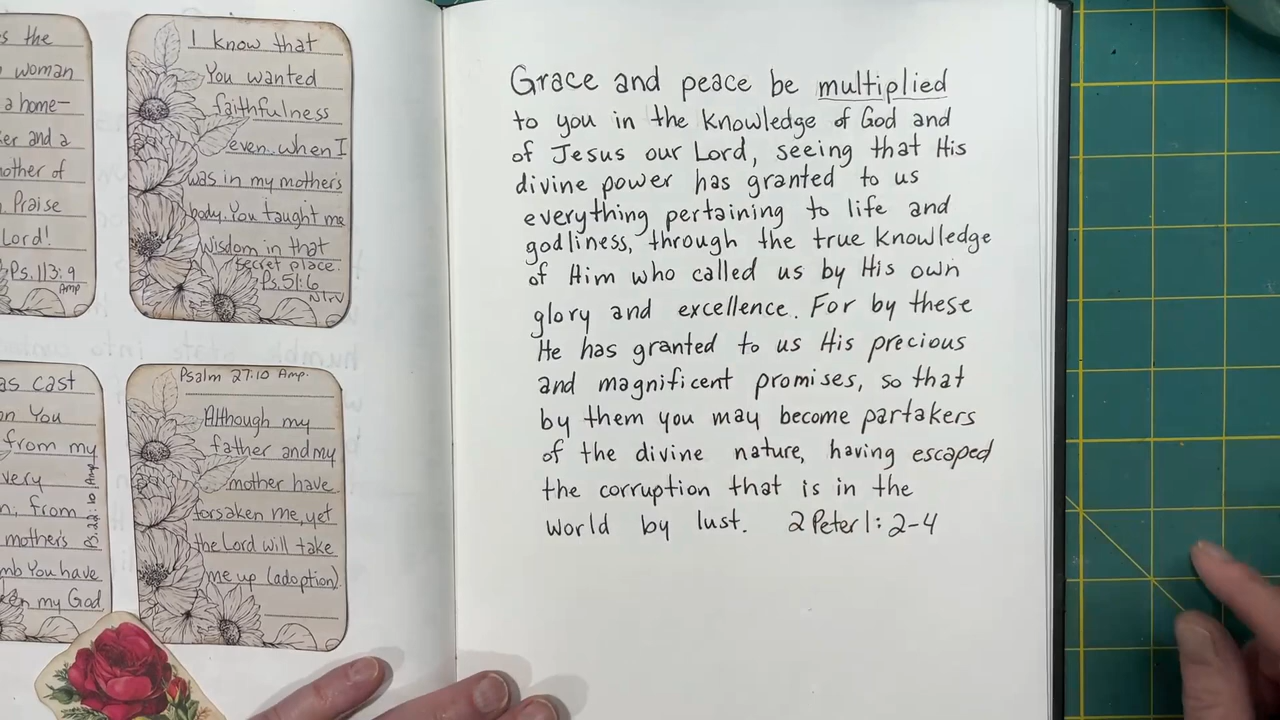 s the
woman
a home-
ker and a
mother of
Praise
Lord!
Ps. 113:9
Amp
I know that
You wanted
faithfulness
even when I
was in my mother's
body. You taught me
Wisdom in that
secret place.
Ps. 51:6
NIrV
as cast
on You
from my
very
from
mother's
mb You have
en my God
Ps. 22:10 Amp
Psalm 27:10 Amp.
Although my
father and my
mother have
forsaken me, yet
the Lord will take
me up (adoption).
Grace and peace be multiplied
to you in the knowledge of God and
of Jesus our Lord, seeing that His
divine power has granted to us
everything pertaining to life and
godliness, through the true knowledge
of Him who called us by His own
glory and excellence. For by these
He has granted to us His precious
and magnificent promises, so that
by them you may become partakers
of the divine nature, having escaped
the corruption that is in the
world by lust. 2 Peter 1:2-4